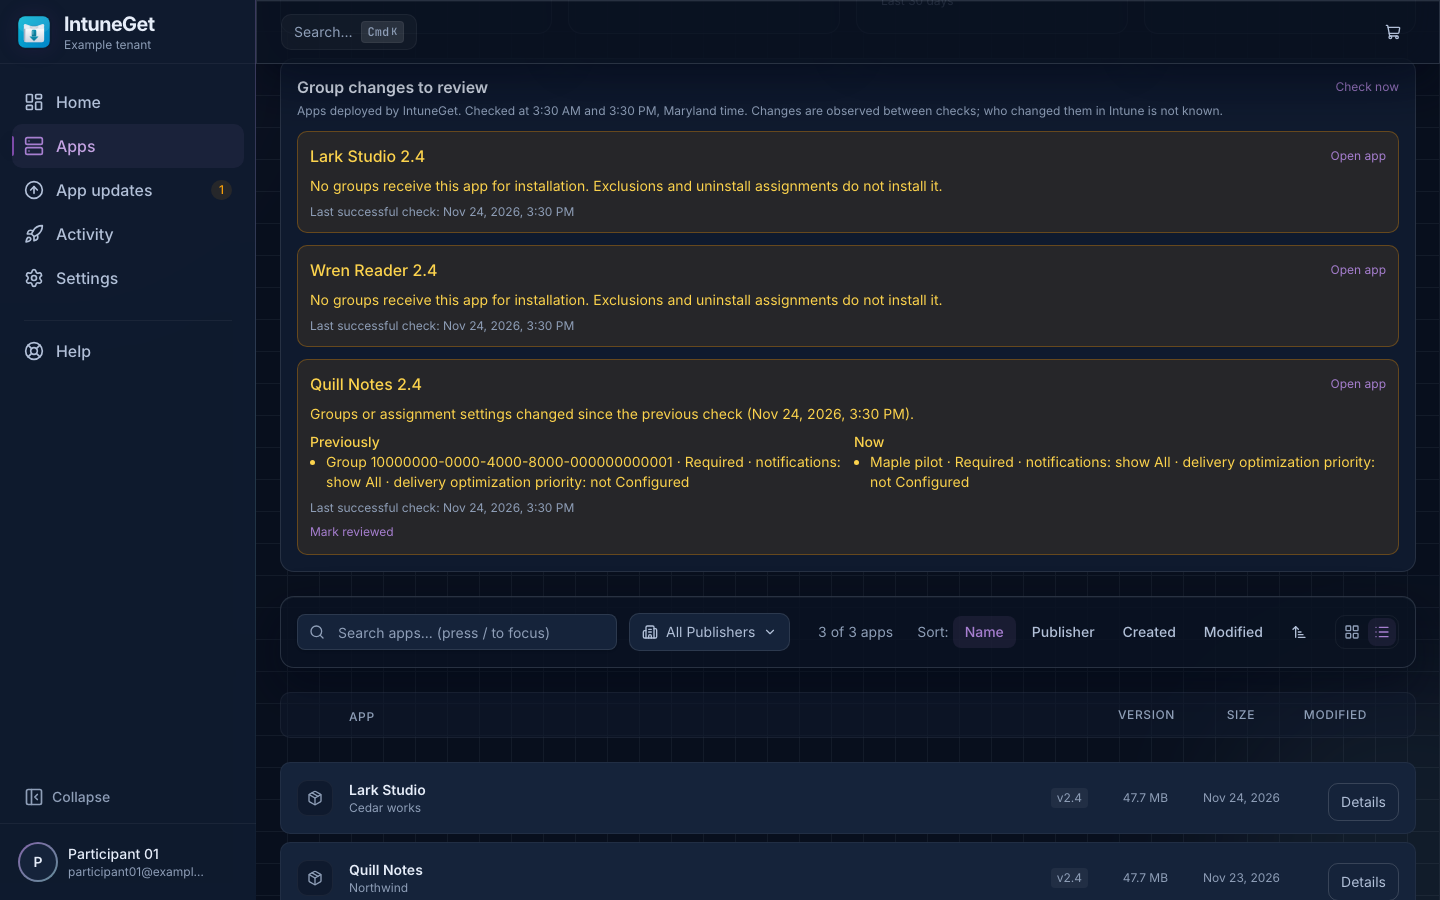 IntuneGet
Example tenant
Search...
Cmd K
Last 30 days
Home
Apps
App updates
1
Activity
Settings
Help
Collapse
P
Participant 01
participant01@exampl...
Group changes to review
Check now
Apps deployed by IntuneGet. Checked at 3:30 AM and 3:30 PM, Maryland time. Changes are observed between checks; who changed them in Intune is not known.
Lark Studio 2.4
Open app
No groups receive this app for installation. Exclusions and uninstall assignments do not install it.
Last successful check: Nov 24, 2026, 3:30 PM
Wren Reader 2.4
Open app
No groups receive this app for installation. Exclusions and uninstall assignments do not install it.
Last successful check: Nov 24, 2026, 3:30 PM
Quill Notes 2.4
Open app
Groups or assignment settings changed since the previous check (Nov 24, 2026, 3:30 PM).
Previously
• Group 10000000-0000-4000-8000-000000000001 · Required · notifications:
show All · delivery optimization priority: not Configured
Now
• Maple pilot · Required · notifications: show All · delivery optimization priority:
not Configured
Last successful check: Nov 24, 2026, 3:30 PM
Mark reviewed
Search apps... (press / to focus)
All Publishers
3 of 3 apps
Sort:
Name
Publisher
Created
Modified
APP
VERSION
SIZE
MODIFIED
Lark Studio
Cedar works
v2.4
47.7 MB
Nov 24, 2026
Details
Quill Notes
Northwind
v2.4
47.7 MB
Nov 23, 2026
Details